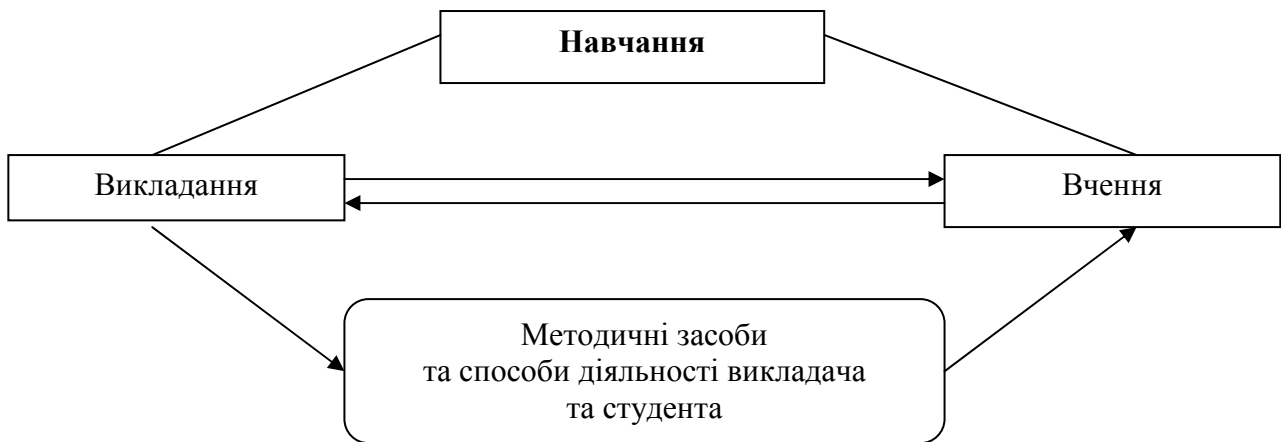 Навчання
Викладання
Вчення
Методичні засоби
та способи діяльності викладача
та студента